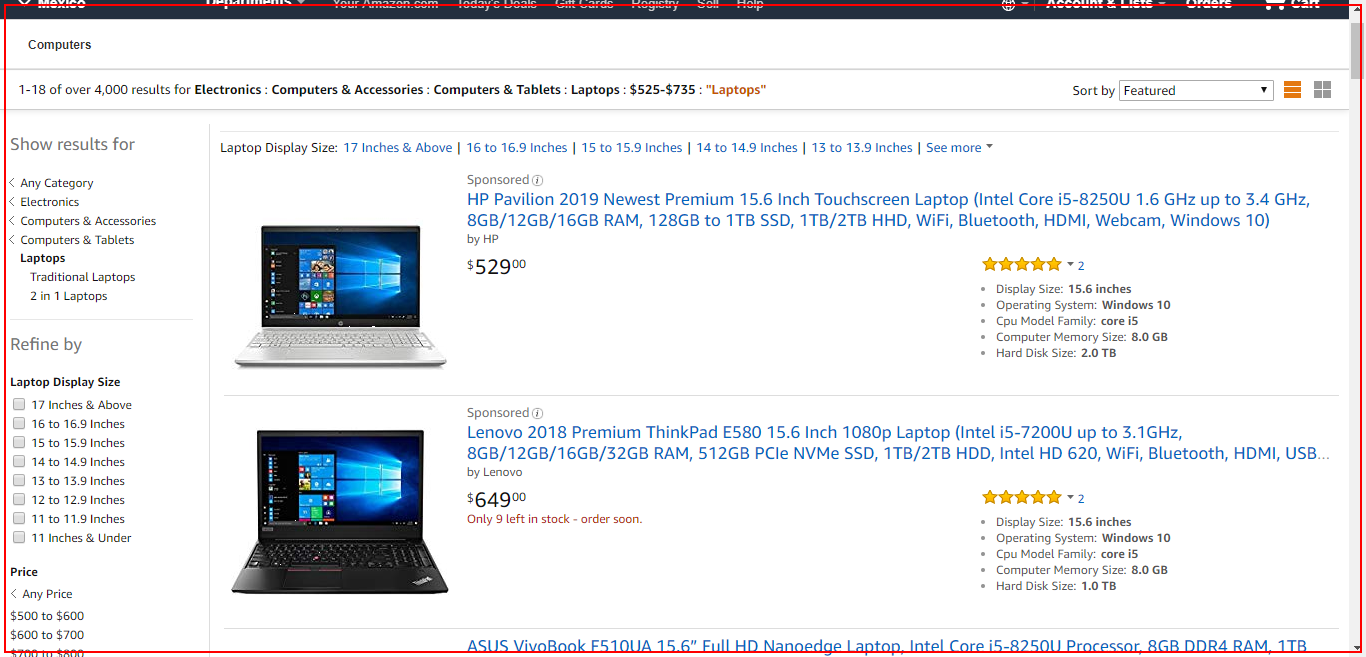 Mexico Departments Your Amazon.com Today's Deals Gift Cards Registry Sell Help Account & Lists Orders Cart
Computers
1-18 of over 4,000 results for Electronics : Computers & Accessories : Computers & Tablets : Laptops : $525-$735 : "Laptops"
Sort by Featured
Show results for
Any Category
Electronics
Computers & Accessories
Computers & Tablets
Laptops
Traditional Laptops
2 in 1 Laptops
Refine by
Laptop Display Size
17 Inches & Above
16 to 16.9 Inches
15 to 15.9 Inches
14 to 14.9 Inches
13 to 13.9 Inches
12 to 12.9 Inches
11 to 11.9 Inches
11 Inches & Under
Price
Any Price
$500 to $600
$600 to $700
$700 to $800
Laptop Display Size: 17 Inches & Above | 16 to 16.9 Inches | 15 to 15.9 Inches | 14 to 14.9 Inches | 13 to 13.9 Inches | See more
Sponsored
HP Pavilion 2019 Newest Premium 15.6 Inch Touchscreen Laptop (Intel Core i5-8250U 1.6 GHz up to 3.4 GHz,
8GB/12GB/16GB RAM, 128GB to 1TB SSD, 1TB/2TB HHD, WiFi, Bluetooth, HDMI, Webcam, Windows 10)
by HP
$52900
2
Display Size: 15.6 inches
Operating System: Windows 10
Cpu Model Family: core i5
Computer Memory Size: 8.0 GB
Hard Disk Size: 2.0 TB
Sponsored
Lenovo 2018 Premium ThinkPad E580 15.6 Inch 1080p Laptop (Intel i5-7200U up to 3.1GHz,
8GB/12GB/16GB/32GB RAM, 512GB PCIe NVMe SSD, 1TB/2TB HDD, Intel HD 620, WiFi, Bluetooth, HDMI, USB...
by Lenovo
$64900
Only 9 left in stock - order soon.
2
Display Size: 15.6 inches
Operating System: Windows 10
Cpu Model Family: core i5
Computer Memory Size: 8.0 GB
Hard Disk Size: 1.0 TB
ASUS VivoBook F510UA 15.6” Full HD Nanoedge Laptop, Intel Core i5-8250U Processor, 8GB DDR4 RAM, 1TB